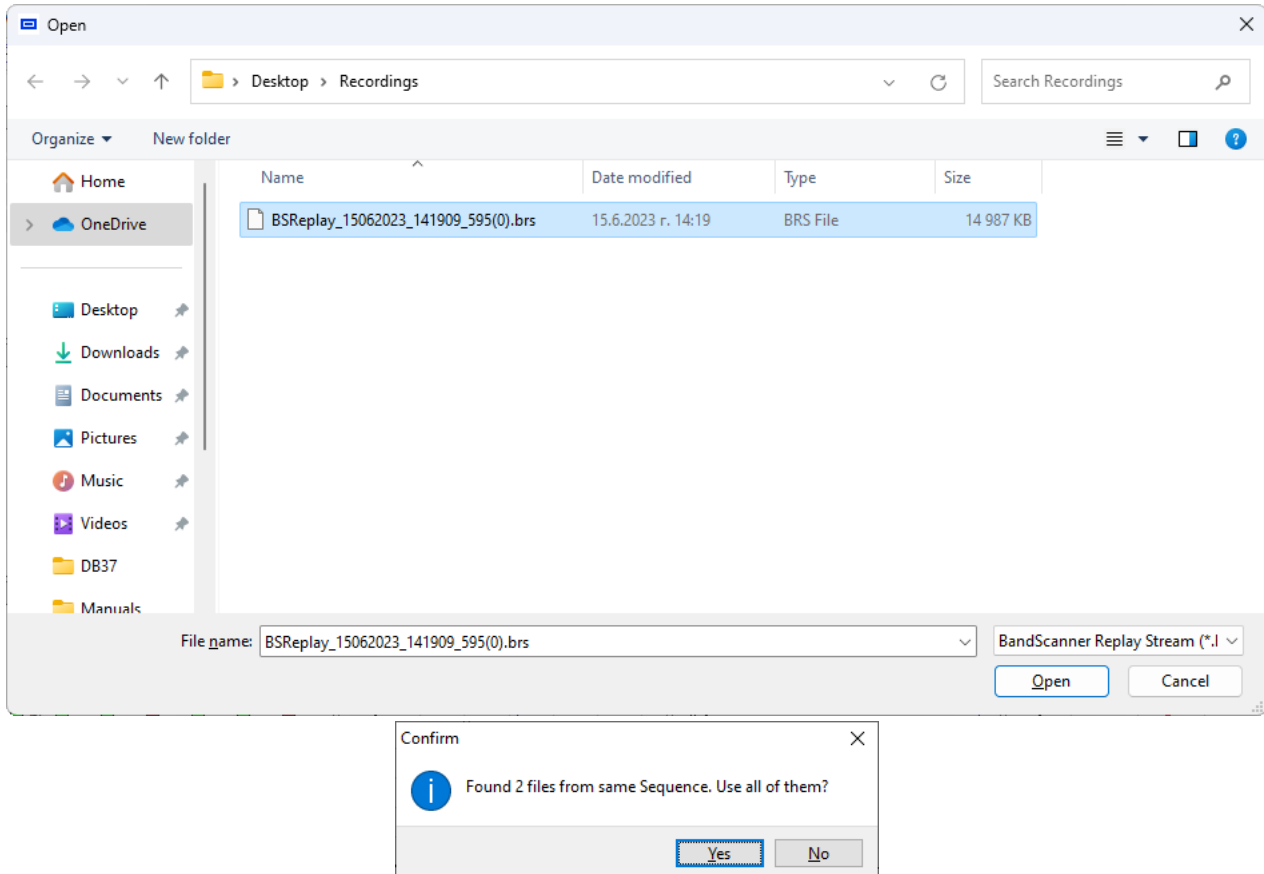 Open
Desktop > Recordings
Search Recordings
Organize
New folder
Home
OneDrive
Desktop
Downloads
Documents
Pictures
Music
Videos
DB37
Manuals
Name Date modified Type Size
BSReplay_15062023_141909_595(0).brs 15.6.2023 г. 14:19 BRS File 14 987 KB
File name: BSReplay_15062023_141909_595(0).brs
BandScanner Replay Stream (*.
Open Cancel
Confirm
Found 2 files from same Sequence. Use all of them?
Yes No